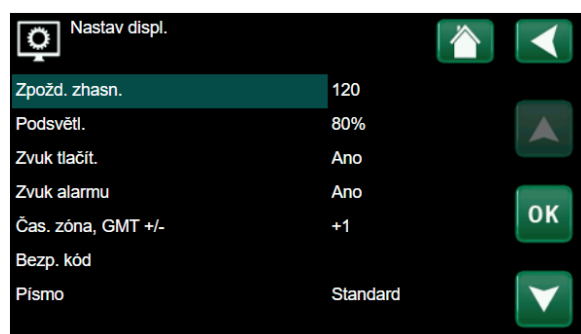 Nastav displ.
Zpožd. zhasn. 120
Podsvětl. 80%
Zvuk tlačít. Ano
Zvuk alarmu Ano
Čas. zóna, GMT +/- +1
OK
Bezp. kód
Písmo Standard